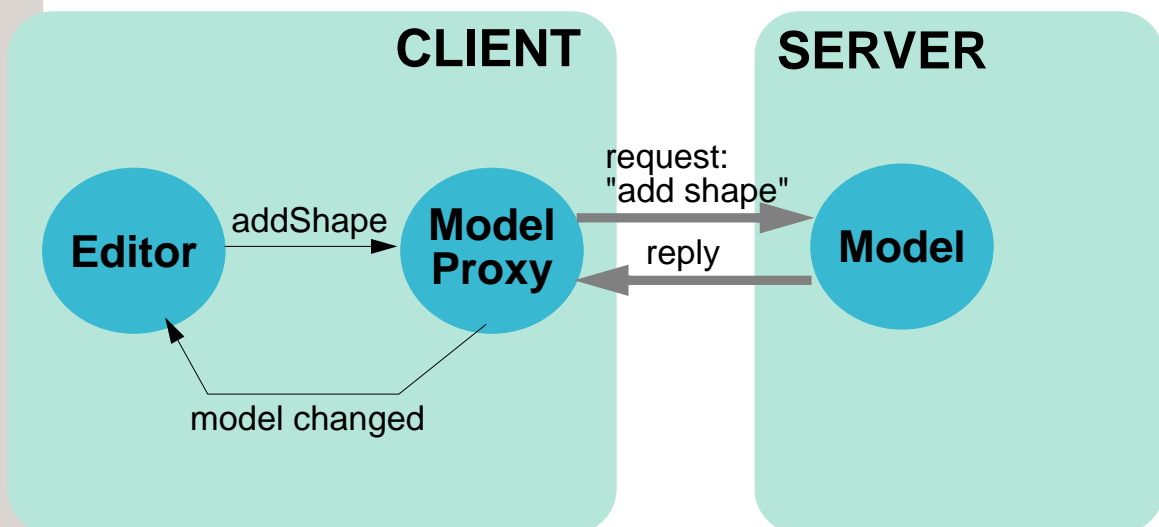 CLIENT
SERVER
request:
"add shape"
addShape
Editor
Model
Proxy
reply
Model
model changed